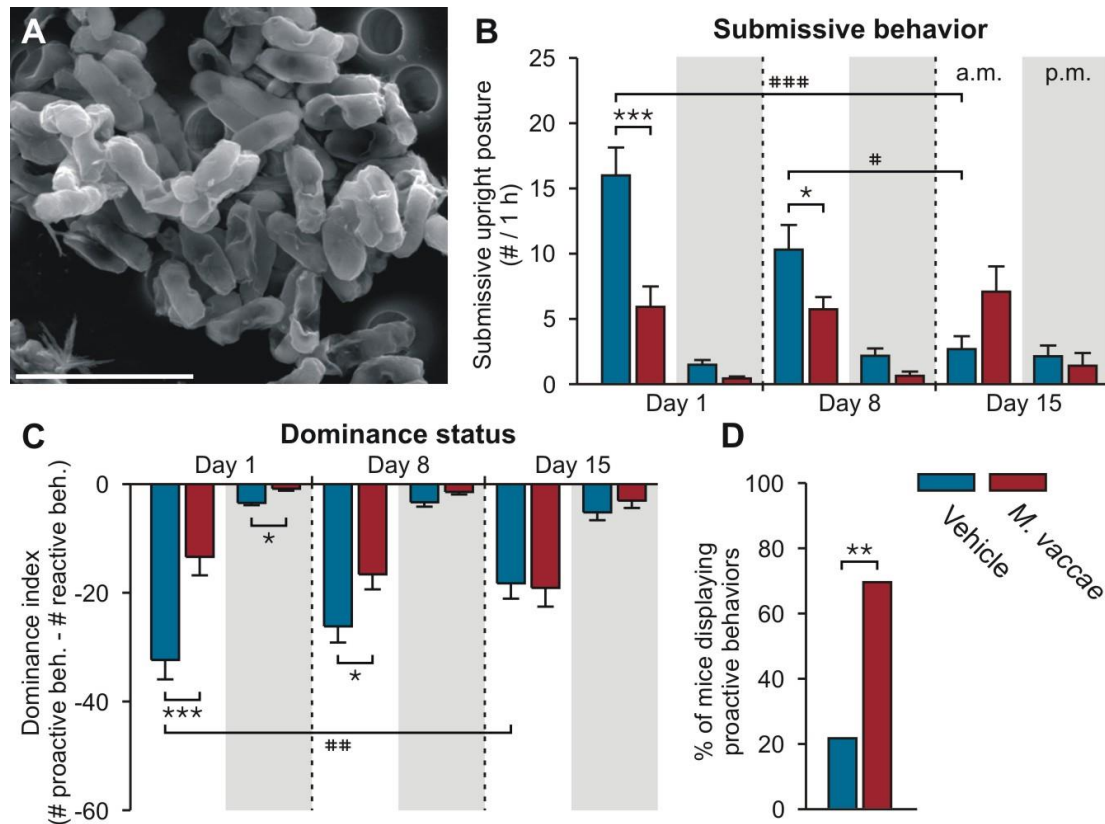 A
B
Submissive behavior
Submissive upright posture
(# / 1 h)
25
20
15
10
5
0
a.m.
p.m.
###
***
#
*
Day 1
Day 8
Day 15
C
Dominance status
Day 1
Day 8
Day 15
Dominance index
(# proactive beh. - # reactive beh.)
0
-20
-40
-60
*
*
***
##
D
% of mice displaying
proactive behaviors
100
80
60
40
20
0
**
Vehicle
M. vaccae